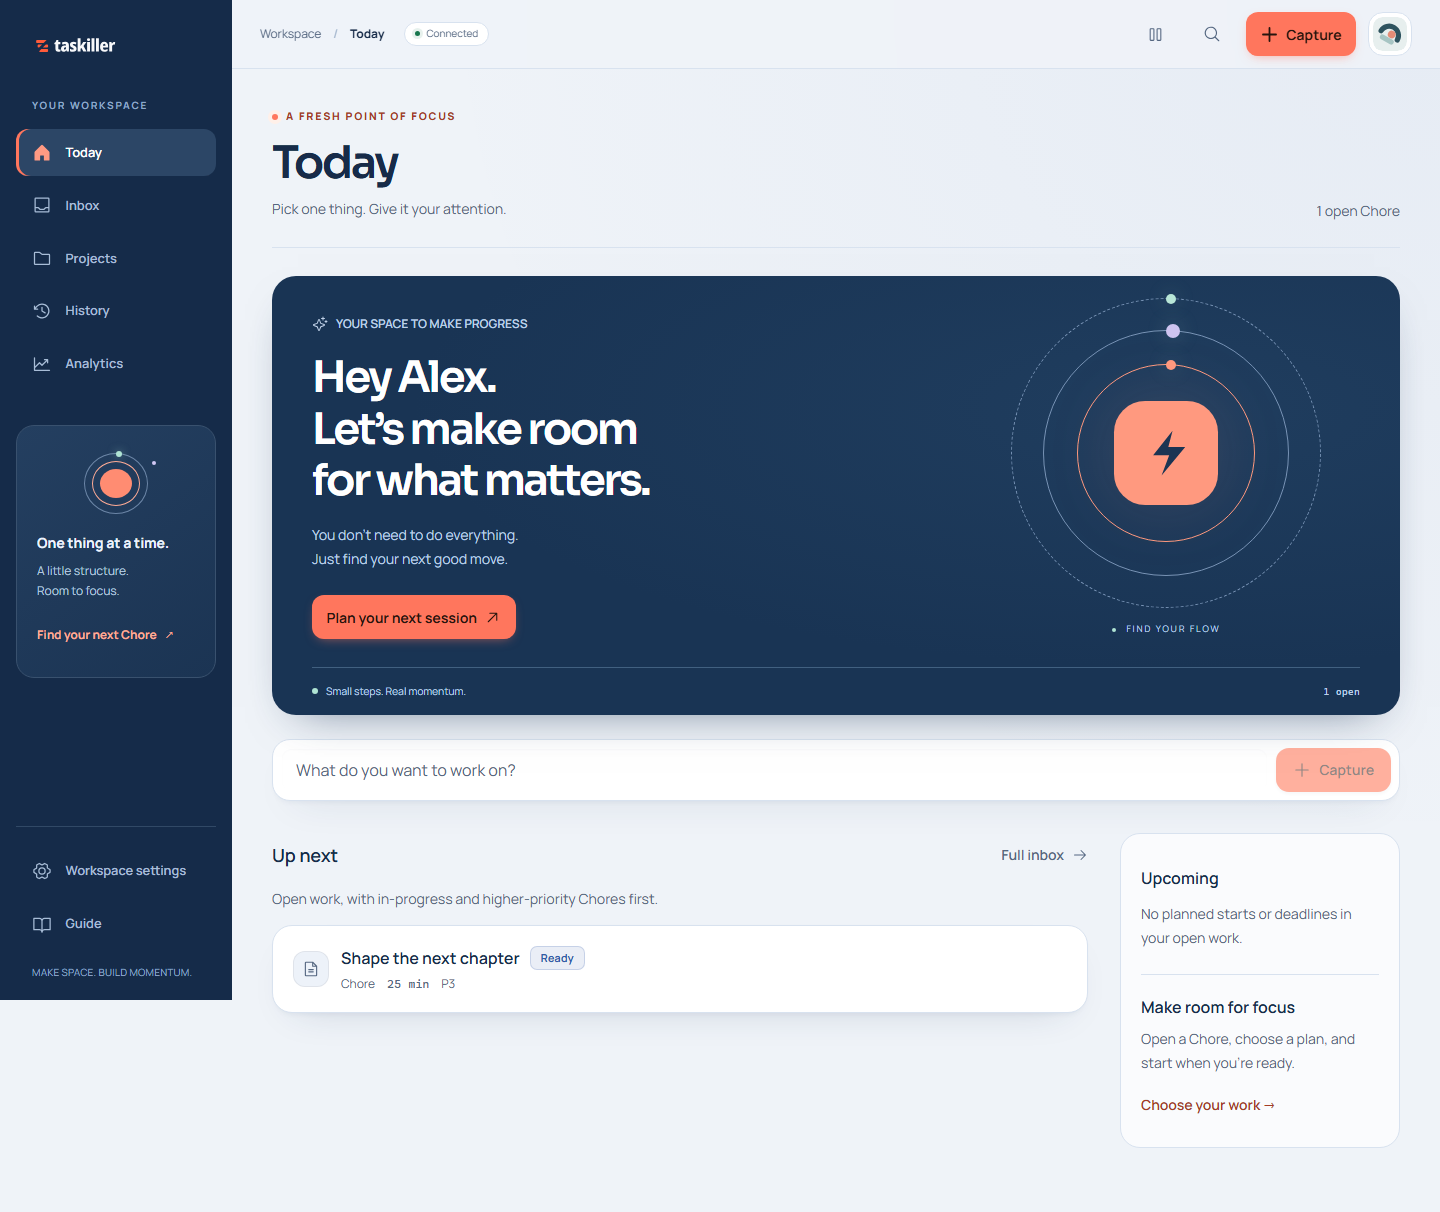 taskiller
YOUR WORKSPACE
Today
Inbox
Projects
History
Analytics
One thing at a time.
A little structure.
Room to focus.
Find your next Chore ↗
Workspace settings
Guide
MAKE SPACE. BUILD MOMENTUM.
Workspace / Today
Connected
Capture
A FRESH POINT OF FOCUS
Today
Pick one thing. Give it your attention.
1 open Chore
YOUR SPACE TO MAKE PROGRESS
Hey Alex.
Let’s make room
for what matters.
You don’t need to do everything.
Just find your next good move.
Plan your next session
FIND YOUR FLOW
Small steps. Real momentum.
1 open
What do you want to work on?
Capture
Up next
Full inbox
Open work, with in-progress and higher-priority Chores first.
Shape the next chapter
Ready
Chore 25 min P3
Upcoming
No planned starts or deadlines in
your open work.
Make room for focus
Open a Chore, choose a plan, and
start when you’re ready.
Choose your work →